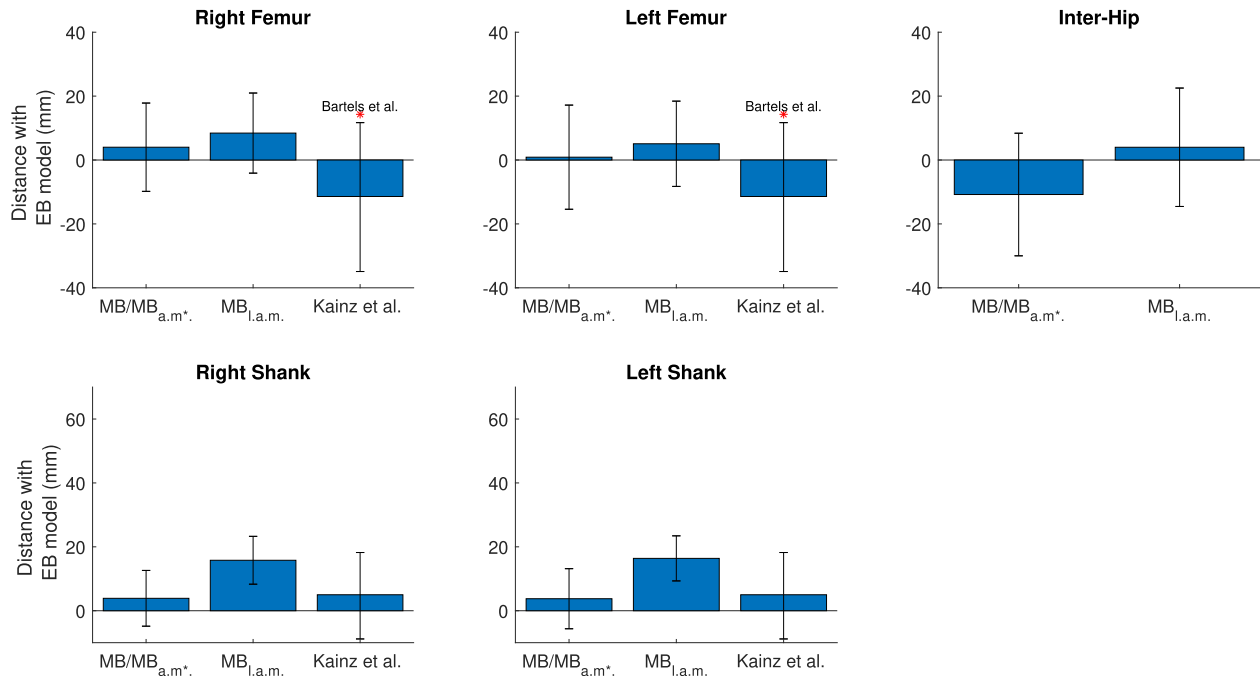 Right Femur
Left Femur
Inter-Hip
Distance with
EB model (mm)
40
20
0
-20
-40
Bartels et al.
MB/MBa.m*.
MBl.a.m.
Kainz et al.
40
20
0
-20
-40
Bartels et al.
MB/MBa.m*.
MBl.a.m.
Kainz et al.
40
20
0
-20
-40
MB/MBa.m*.
MBl.a.m.
Right Shank
Left Shank
Distance with
EB model (mm)
60
40
20
0
MB/MBa.m*.
MBl.a.m.
Kainz et al.
60
40
20
0
MB/MBa.m*.
MBl.a.m.
Kainz et al.